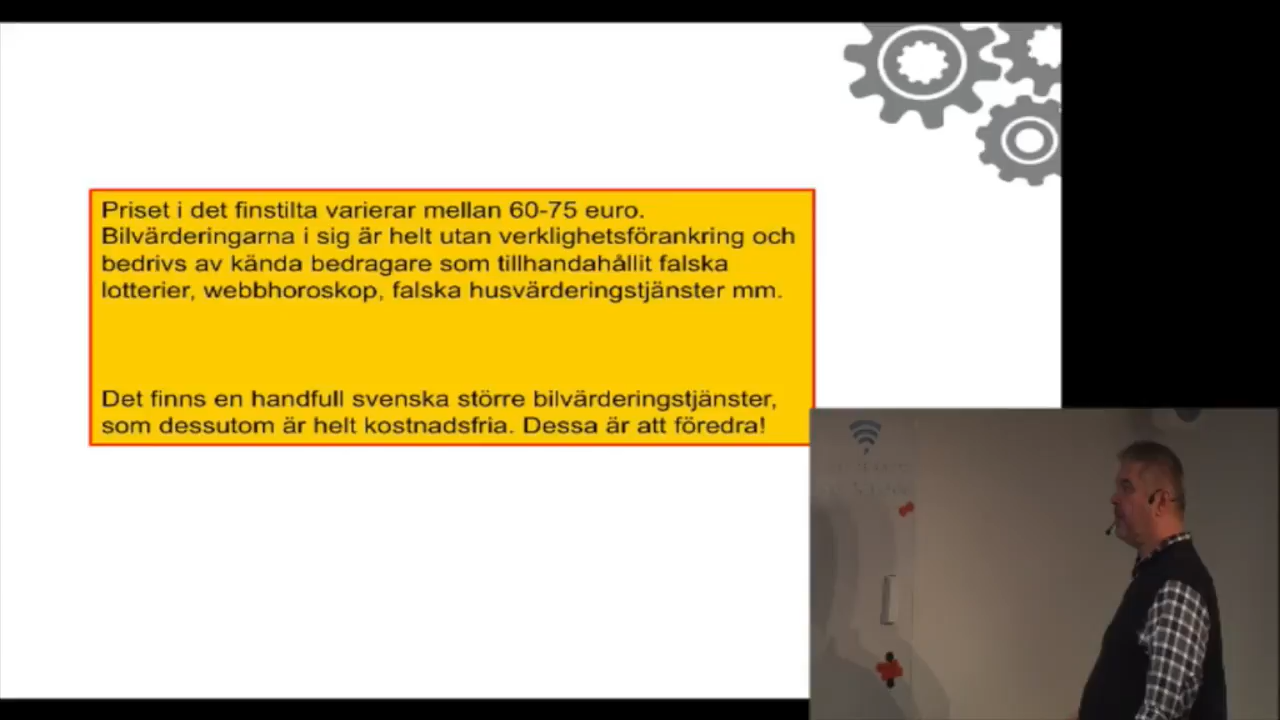 Priset i det finstilta varierar mellan 60-75 euro.
Bilvärderingarna i sig är helt utan verklighetsförankring och
bedrivs av kända bedragare som tillhandahållit falska
lotterier, webbhoroskop, falska husvärderingstjänster mm.
Det finns en handfull svenska större bilvärderingstjänster,
som dessutom är helt kostnadsfria. Dessa är att föredra!